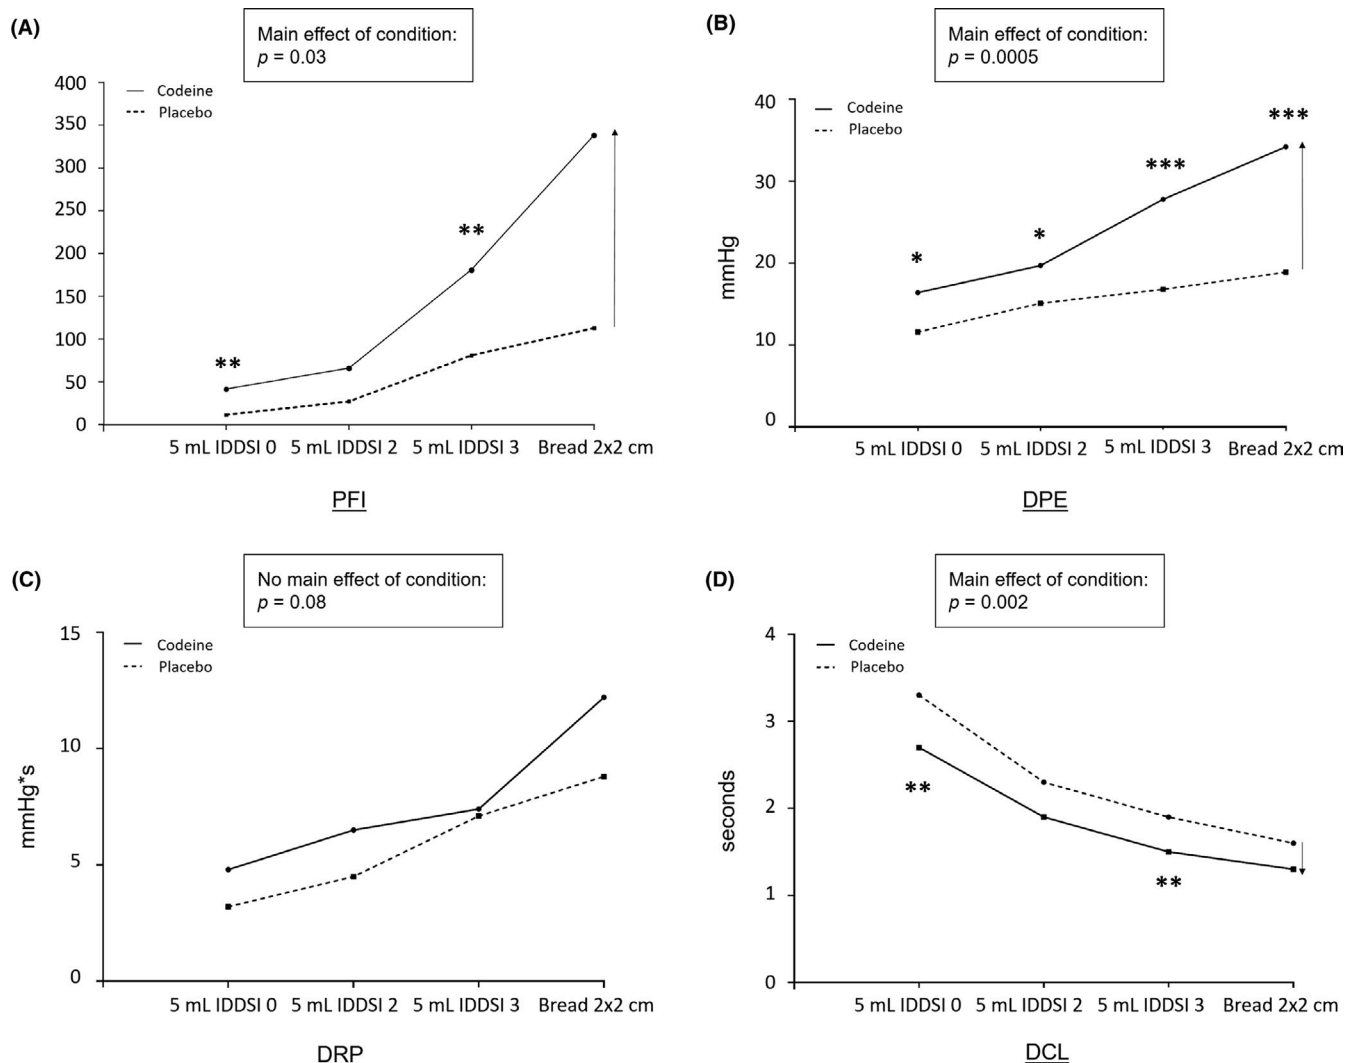 (A)
Main effect of condition:
p = 0.03
400
350
300
250
200
150
100
50
0
Codeine
Placebo
**
**
5 mL IDDSI 0
5 mL IDDSI 2
5 mL IDDSI 3
Bread 2x2 cm
PFI
(B)
Main effect of condition:
p = 0.0005
mmHg
40
30
20
10
0
Codeine
Placebo
*
*
***
***
5 mL IDDSI 0
5 mL IDDSI 2
5 mL IDDSI 3
Bread 2x2 cm
DPE
(C)
No main effect of condition:
p = 0.08
mmHg*s
15
10
5
0
Codeine
Placebo
5 mL IDDSI 0
5 mL IDDSI 2
5 mL IDDSI 3
Bread 2x2 cm
DRP
(D)
Main effect of condition:
p = 0.002
seconds
4
3
2
1
0
Codeine
Placebo
**
**
5 mL IDDSI 0
5 mL IDDSI 2
5 mL IDDSI 3
Bread 2x2 cm
DCL